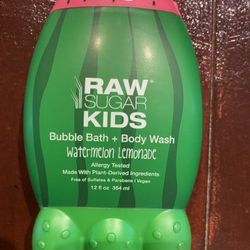 RAW
SUGAR
KIDS
Bubble Bath + Body Wash
Watermelon Lemonade
Allergy Tested
Made With Plant-Derived Ingredients
Free of Sulfates & Parabens | Vegan
12 fl oz 354 ml